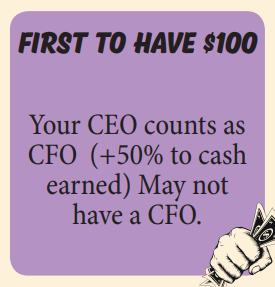 FIRST TO HAVE $100
Your CEO counts as
CFO (+50% to cash
earned) May not
have a CFO.